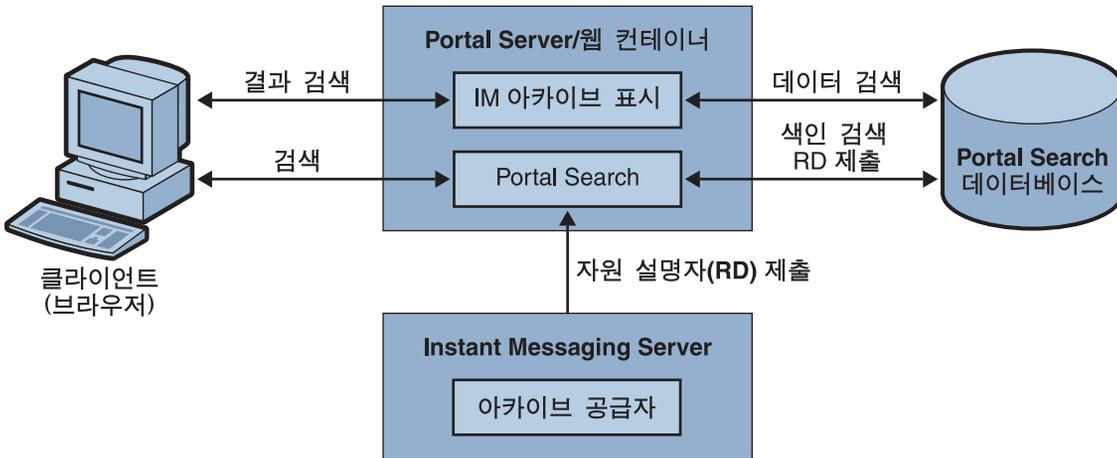 Portal Server/웹 컨테이너
결과 검색
IM 아카이브 표시
데이터 검색
검색
Portal Search
색인 검색
RD 제출
Portal Search
데이터베이스
클라이언트
(브라우저)
자원 설명자(RD) 제출
Instant Messaging Server
아카이브 공급자